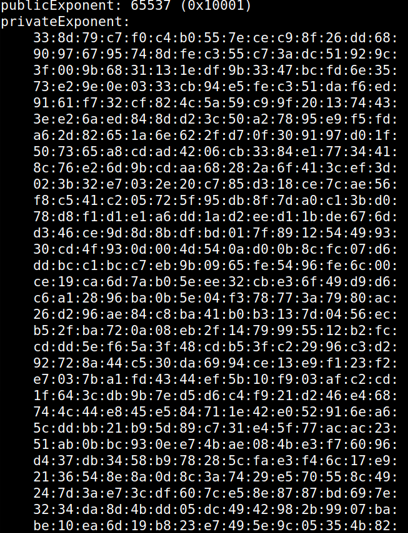 publicExponent: 65537 (0x10001)
privateExponent:
33:8d:79:c7:f0:c4:b0:55:7e:ce:c9:8f:26:dd:68:
90:97:67:95:74:8d:fe:c3:55:c7:3a:dc:51:92:9c:
3f:00:9b:68:31:13:1e:df:9b:33:47:bc:fd:6e:35:
73:e2:9e:0e:03:33:cb:94:e5:fe:c3:51:da:f6:ed:
91:61:f7:32:cf:82:4c:5a:59:c9:9f:20:13:74:43:
3e:e2:6a:ed:84:8d:d2:3c:50:a2:78:95:e9:f5:fd:
a6:2d:82:65:1a:6e:62:2f:d7:0f:30:91:97:d0:1f:
50:73:65:a8:cd:ad:42:06:cb:33:84:e1:77:34:41:
8c:76:e2:6d:9b:cd:aa:68:28:2a:6f:41:3c:ef:3d:
02:3b:32:e7:03:2e:20:c7:85:d3:18:ce:7c:ae:56:
f8:c5:41:c2:05:72:5f:95:db:8f:7d:a0:c1:3b:d0:
78:d8:f1:d1:e1:a6:dd:1a:d2:ee:d1:1b:de:67:6d:
d3:46:ce:9d:8d:8b:df:bd:01:7f:89:12:54:49:93:
30:cd:4f:93:0d:00:4d:54:0a:d0:0b:8c:fc:07:d6:
dd:bc:c1:bc:c7:eb:9b:09:65:fe:54:96:fe:6c:00:
ce:19:ca:6d:7a:b0:5e:ee:32:cb:e3:6f:49:d9:d6:
c6:a1:28:96:ba:0b:5e:04:f3:78:77:3a:79:80:ac:
26:d2:96:ae:84:c8:ba:41:b0:b3:13:7d:04:56:ec:
b5:2f:ba:72:0a:08:eb:2f:14:79:99:55:12:b2:fc:
cd:dd:5e:f6:5a:3f:48:cd:b5:3f:c2:29:96:c3:d2:
92:72:8a:44:c5:30:da:69:94:ce:13:e9:f1:23:f2:
e7:03:7b:a1:fd:43:44:ef:5b:10:f9:03:af:c2:cd:
1f:64:3c:db:9b:7e:d5:d6:c4:f9:21:d2:46:e4:68:
74:4c:44:e8:45:e5:84:71:1e:42:e0:52:91:6e:a6:
5c:dd:bb:21:b9:5d:89:c7:31:e4:5f:77:ac:ac:23:
51:ab:0b:bc:93:0e:e7:4b:ae:08:4b:e3:f7:60:96:
d4:37:db:34:58:b9:78:28:5c:fa:e3:f4:6c:17:e9:
21:36:54:8e:8a:0d:8c:3a:74:29:e5:70:55:8c:49:
24:7d:3a:e7:3c:df:60:7c:e5:8e:87:87:bd:69:7e:
32:34:da:8d:4b:dd:05:dc:49:42:98:2b:99:07:ba:
be:10:ea:6d:19:b8:23:e7:49:5e:9c:05:35:4b:82: